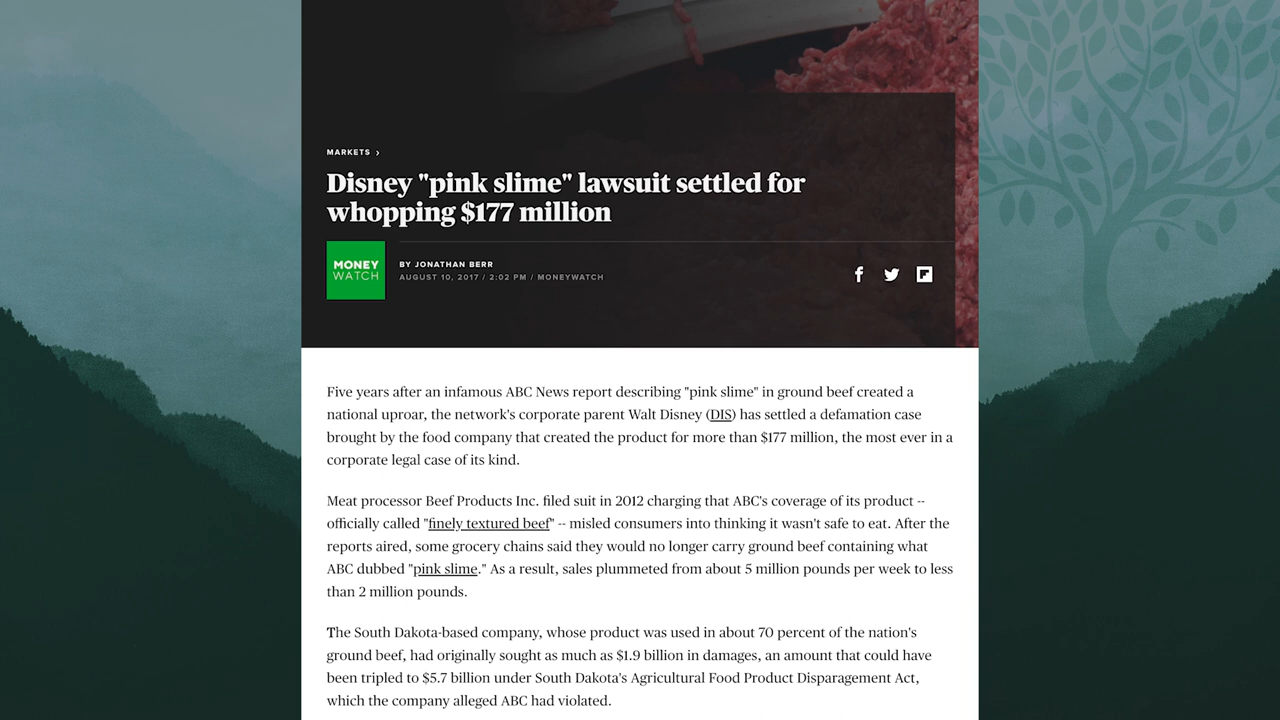 MARKETS ›
Disney "pink slime" lawsuit settled for
whopping $177 million
MONEY
WATCH
BY JONATHAN BERR
AUGUST 10, 2017 / 2:02 PM / MONEYWATCH
Five years after an infamous ABC News report describing "pink slime" in ground beef created a
national uproar, the network's corporate parent Walt Disney (DIS) has settled a defamation case
brought by the food company that created the product for more than $177 million, the most ever in a
corporate legal case of its kind.
Meat processor Beef Products Inc. filed suit in 2012 charging that ABC's coverage of its product --
officially called "finely textured beef" -- misled consumers into thinking it wasn't safe to eat. After the
reports aired, some grocery chains said they would no longer carry ground beef containing what
ABC dubbed "pink slime." As a result, sales plummeted from about 5 million pounds per week to less
than 2 million pounds.
The South Dakota-based company, whose product was used in about 70 percent of the nation's
ground beef, had originally sought as much as $1.9 billion in damages, an amount that could have
been tripled to $5.7 billion under South Dakota's Agricultural Food Product Disparagement Act,
which the company alleged ABC had violated.